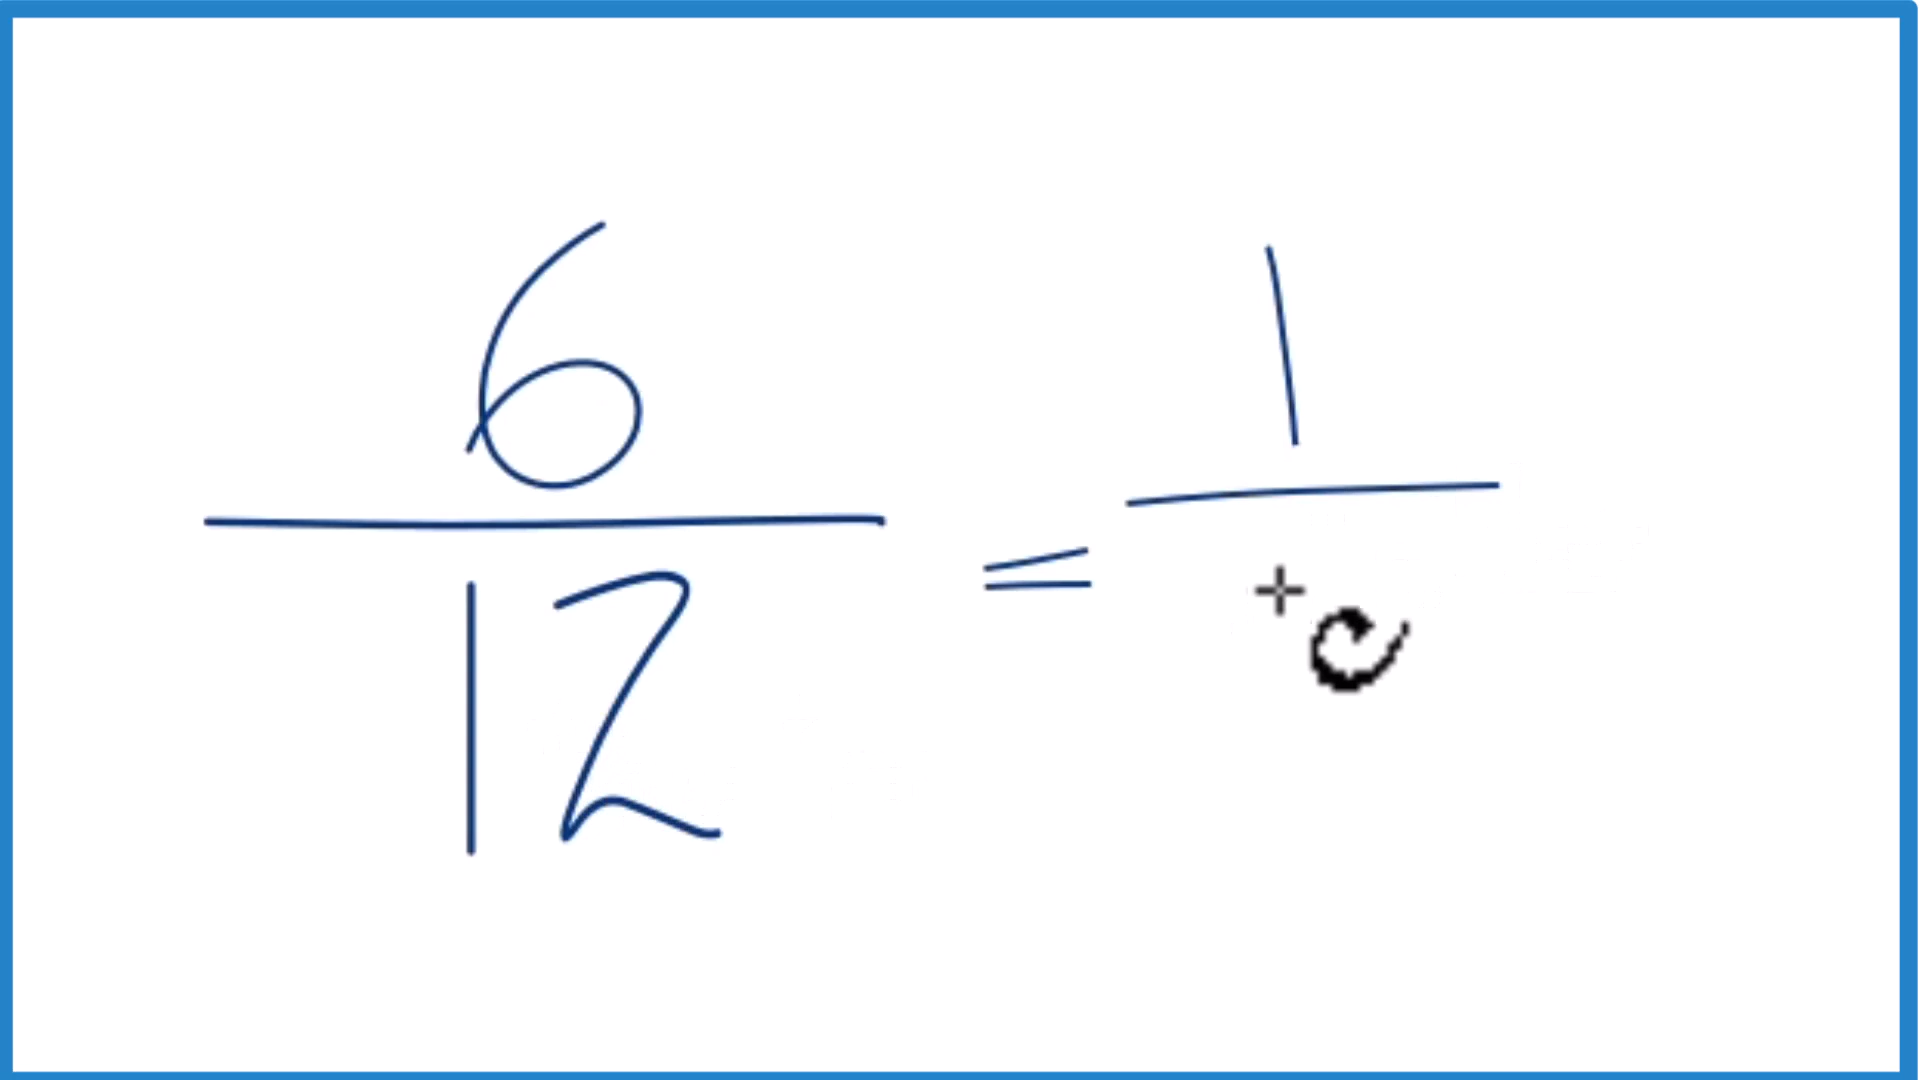 6/12 = 1/